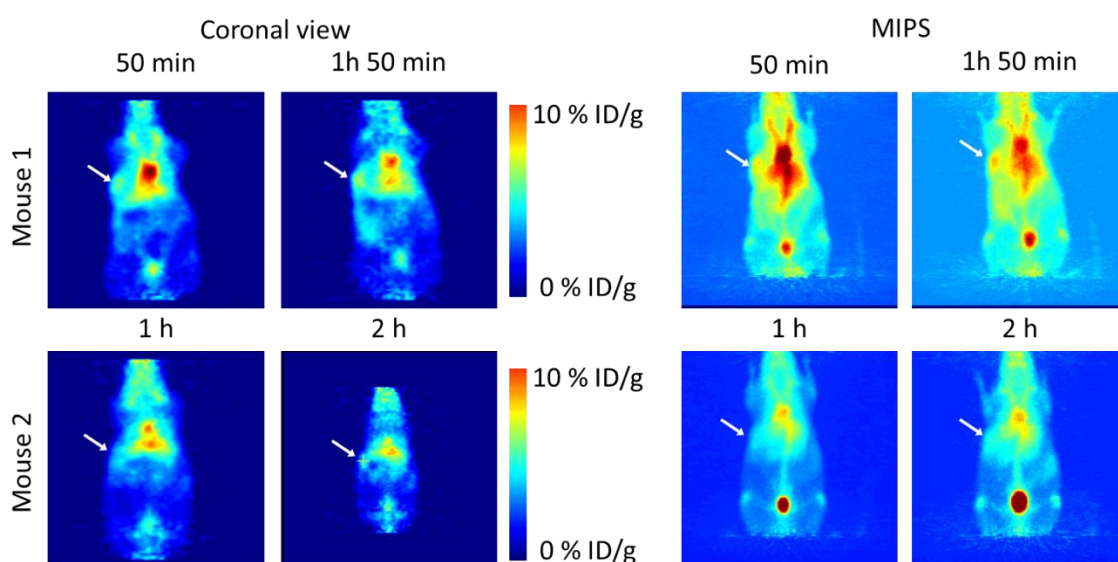 Coronal view
MIPS
50 min
1h 50 min
50 min
1h 50 min
Mouse 1
10 % ID/g
0 % ID/g
1 h
2 h
1 h
2 h
Mouse 2
10 % ID/g
0 % ID/g